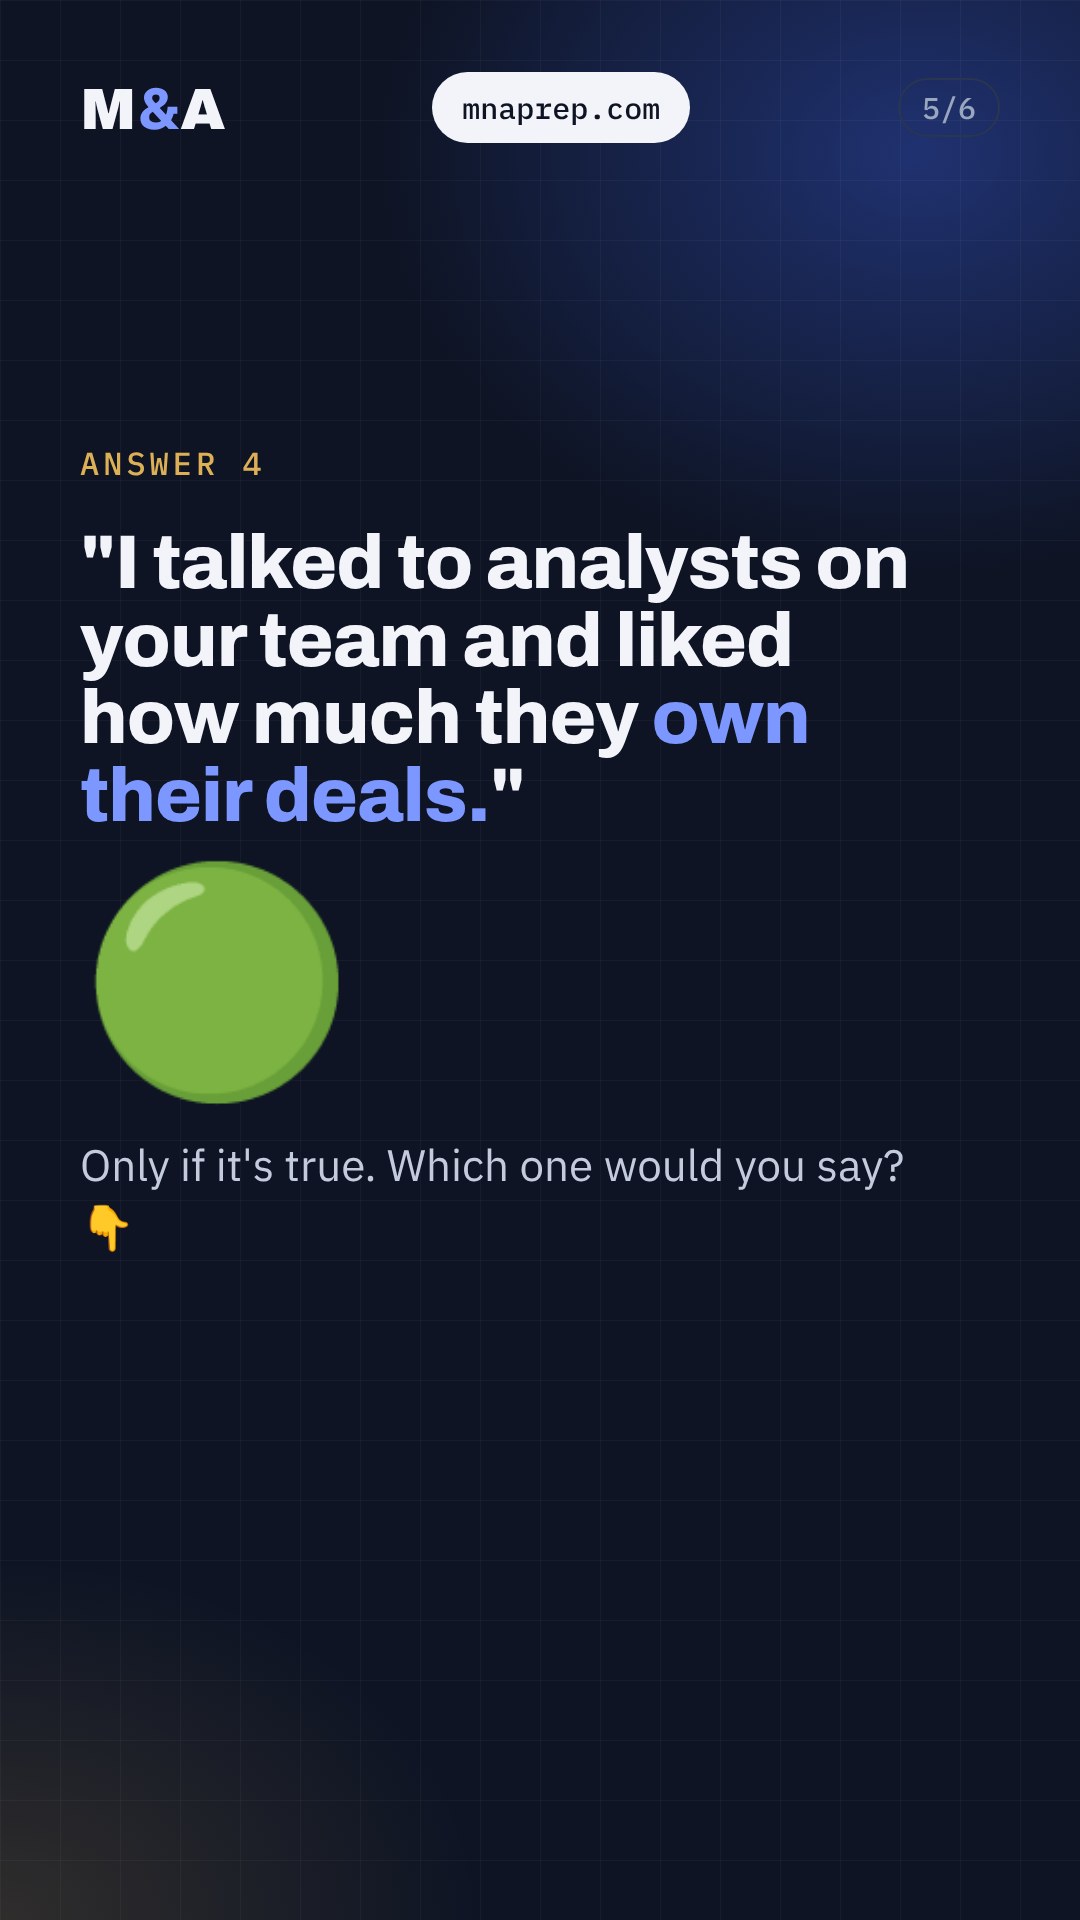 M&A
mnaprep.com
5/6
ANSWER 4
"I talked to analysts on
your team and liked
how much they own
their deals."
Only if it's true. Which one would you say?